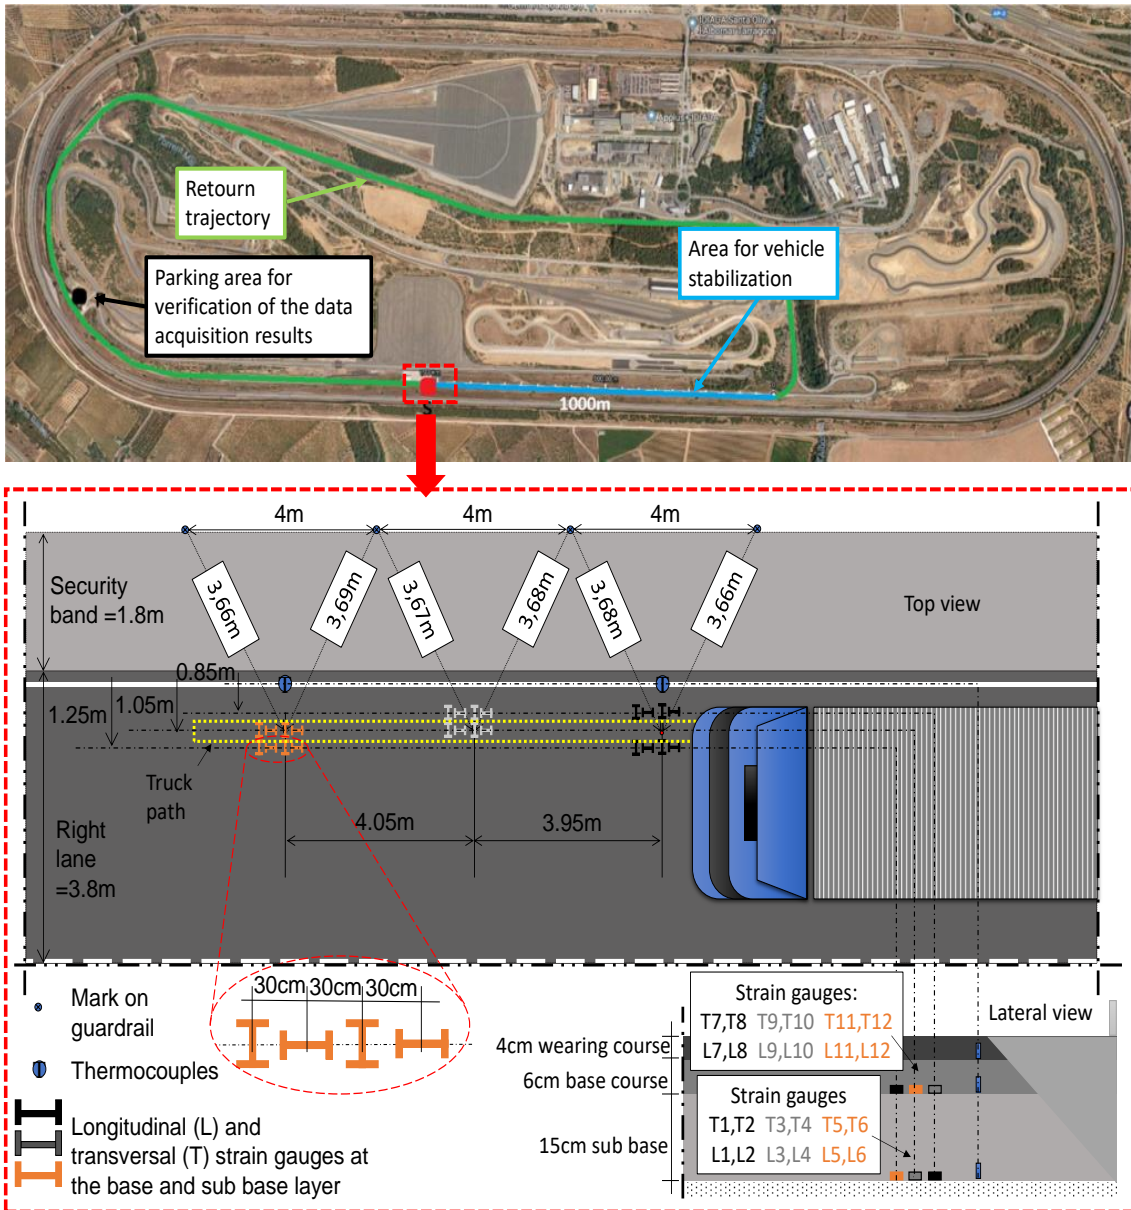 IDIADA Santa Oliva
Retourn
trajectory
Area for vehicle
stabilization
Parking area for
verification of the data
acquisition results
1000m
S
4m 4m 4m
Security
band =1.8m
3,66m 3,69m 3,67m 3,68m 3,68m 3,66m
Top view
0.85m
1.05m
1.25m
Truck
path
4.05m 3.95m
Right
lane
=3.8m
30cm 30cm 30cm
Mark on
guardrail
Thermocouples
Longitudinal (L) and
transversal (T) strain gauges at
the base and sub base layer
Strain gauges:
T7,T8 T9,T10 T11,T12
L7,L8 L9,L10 L11,L12
Lateral view
4cm wearing course
6cm base course
Strain gauges
T1,T2 T3,T4 T5,T6
L1,L2 L3,L4 L5,L6
15cm sub base